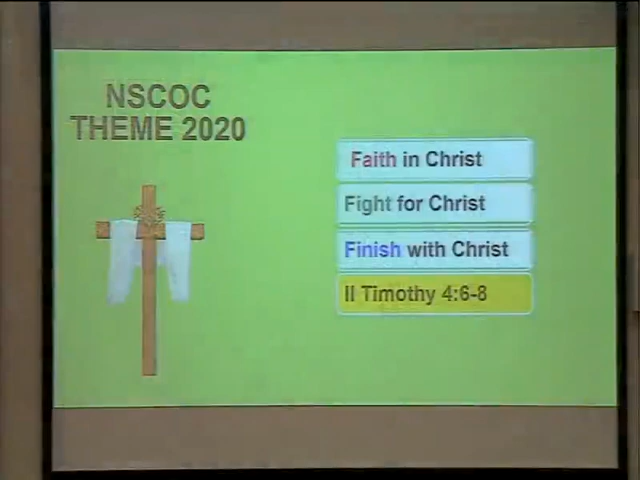 NSCOC
THEME 2020
Faith in Christ
Fight for Christ
Finish with Christ
II Timothy 4:6-8